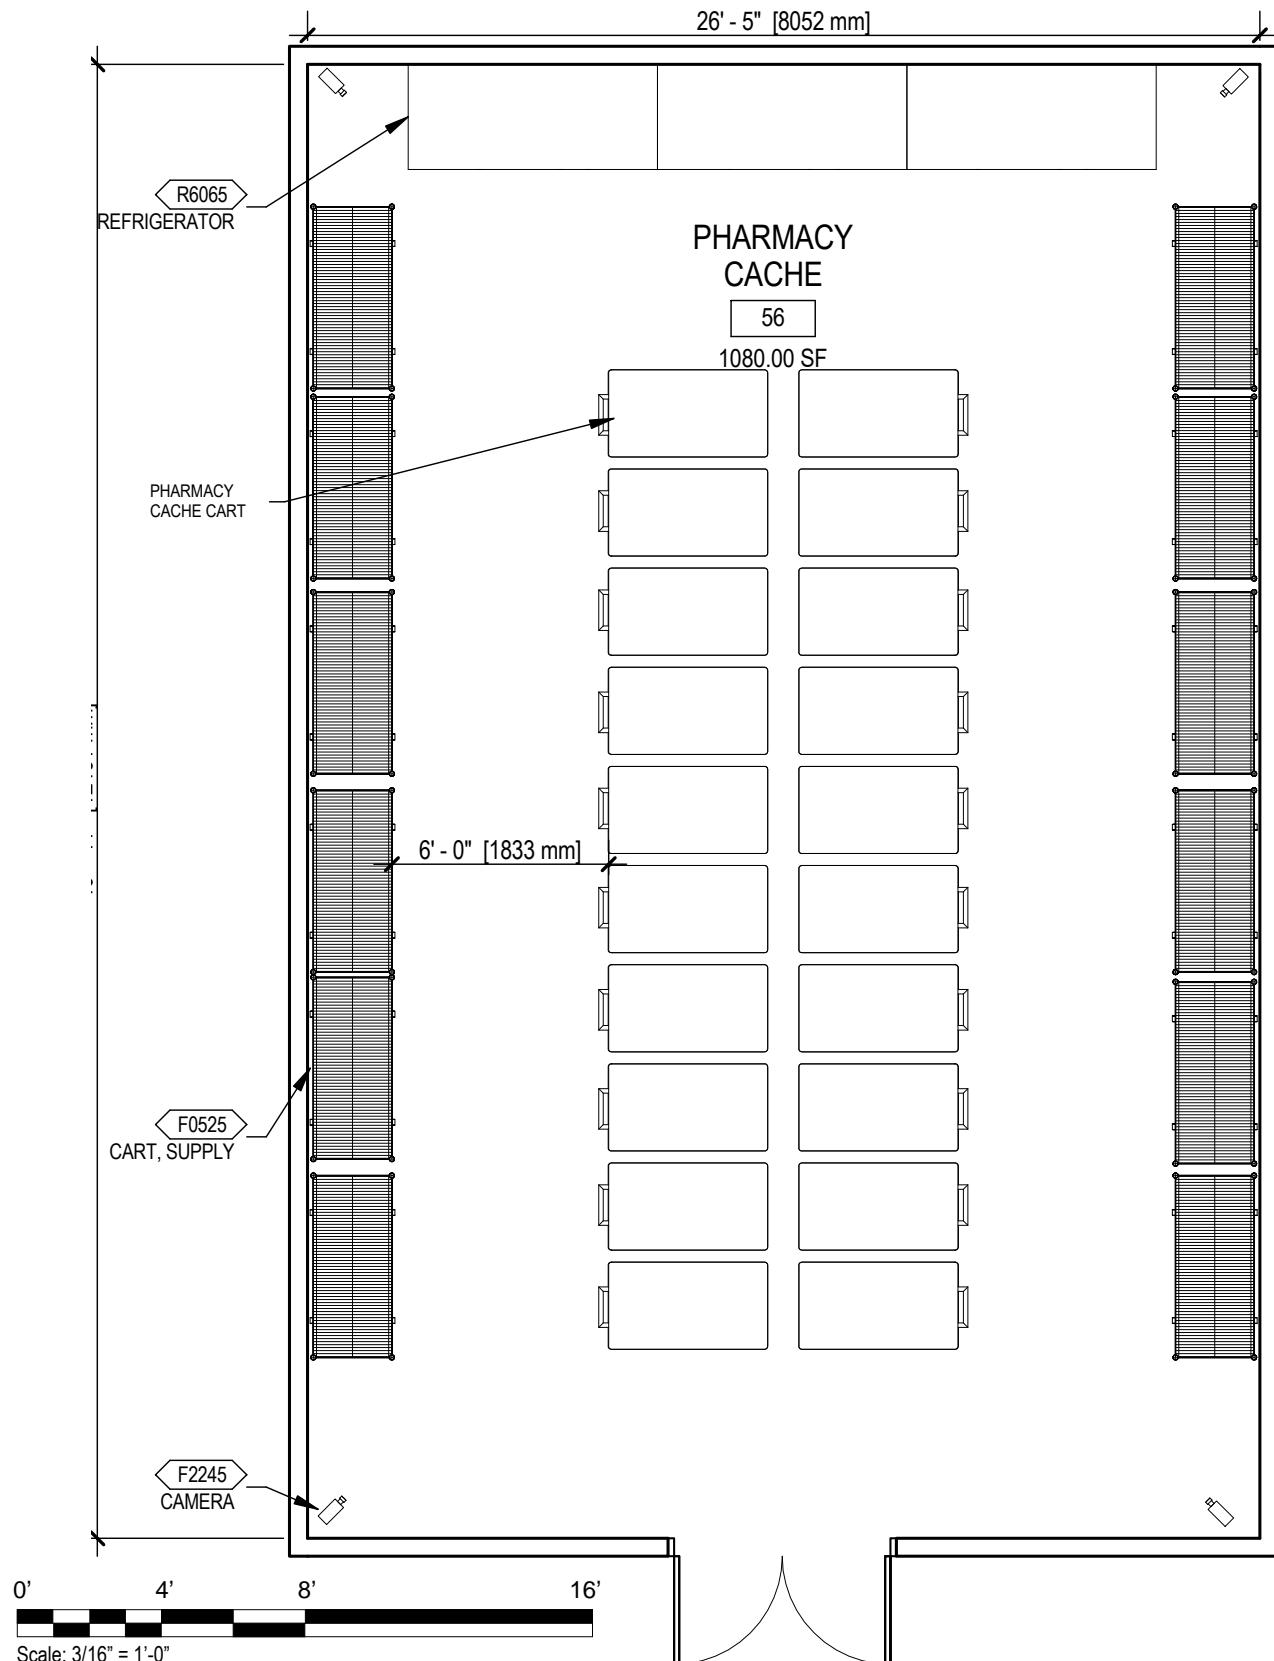 26' - 5" [8052 mm]
R6065
REFRIGERATOR
PHARMACY
CACHE
56
1080.00 SF
PHARMACY
CACHE CART
6' - 0" [1833 mm]
F0525
CART, SUPPLY
F2245
CAMERA
0' 4' 8' 16'
Scale: 3/16” = 1’-0”